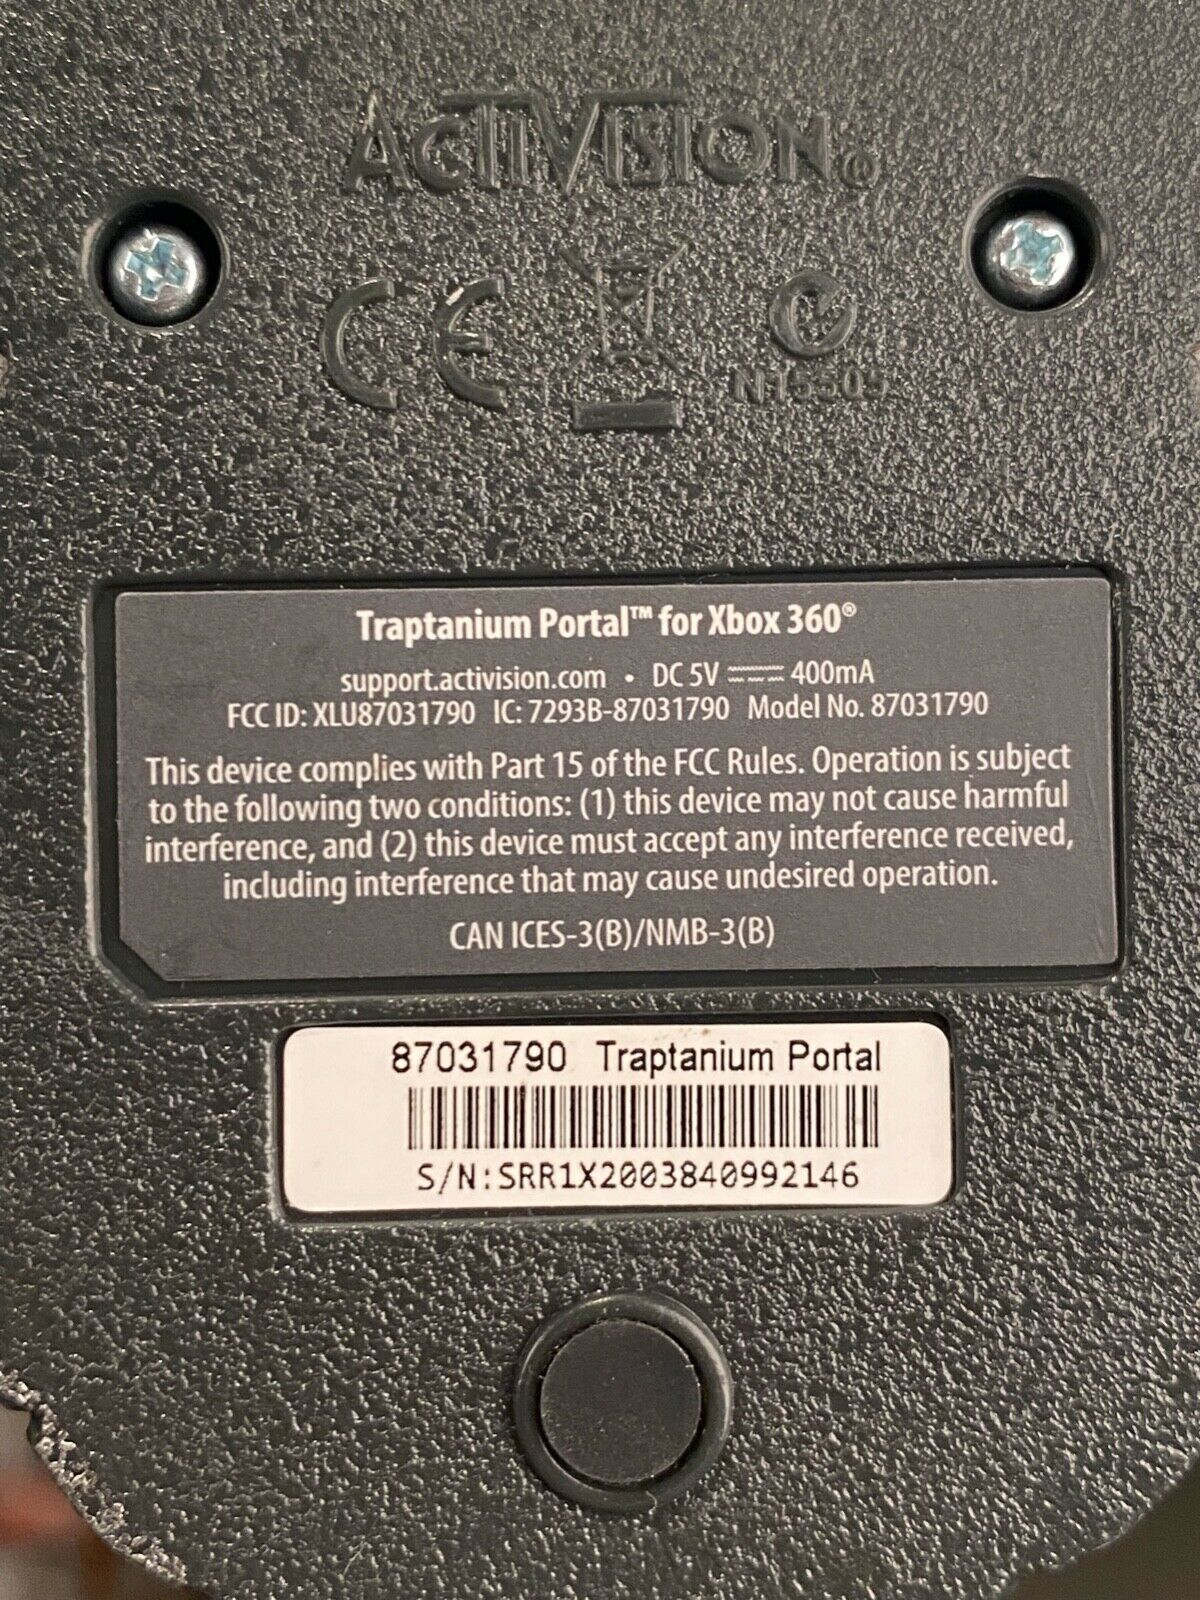 ACTIVISION®
CE
N15505
Traptanium Portal™ for Xbox 360®
support.activision.com • DC 5V 400mA
FCC ID: XLU87031790 IC: 7293B-87031790 Model No. 87031790
This device complies with Part 15 of the FCC Rules. Operation is subject
to the following two conditions: (1) this device may not cause harmful
interference, and (2) this device must accept any interference received,
including interference that may cause undesired operation.
CAN ICES-3(B)/NMB-3(B)
87031790 Traptanium Portal
S/N:SRR1X2003840992146